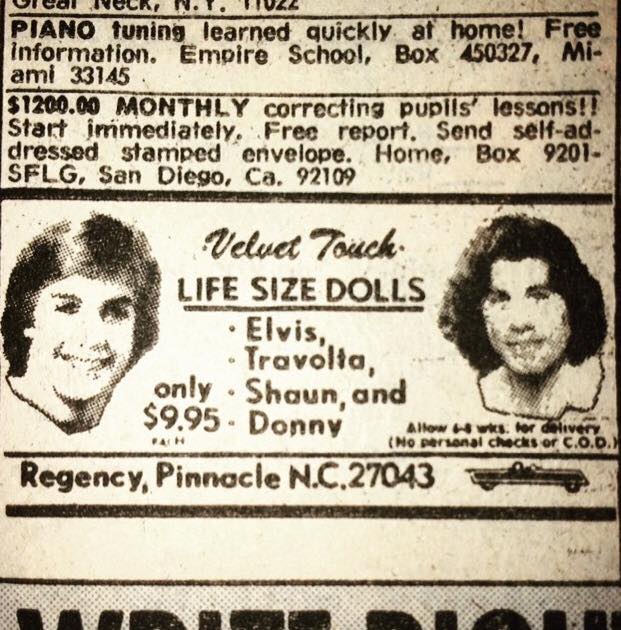 Great Neck, N.Y. 11022
PIANO tuning learned quickly at home! Free
information. Empire School, Box 450327, Mi-
ami 33145
$1200.00 MONTHLY correcting pupils' lessons!!
Start immediately. Free report. Send self-ad-
dressed stamped envelope. Home, Box 9201-
SFLG, San Diego, Ca. 92109
Velvet Touch
LIFE SIZE DOLLS
• Elvis,
• Travolta,
only • Shaun, and
$9.95 • Donny
EACH
Allow 6-8 wks. for delivery
(No personal checks or C.O.D.)
Regency, Pinnacle N.C. 27043